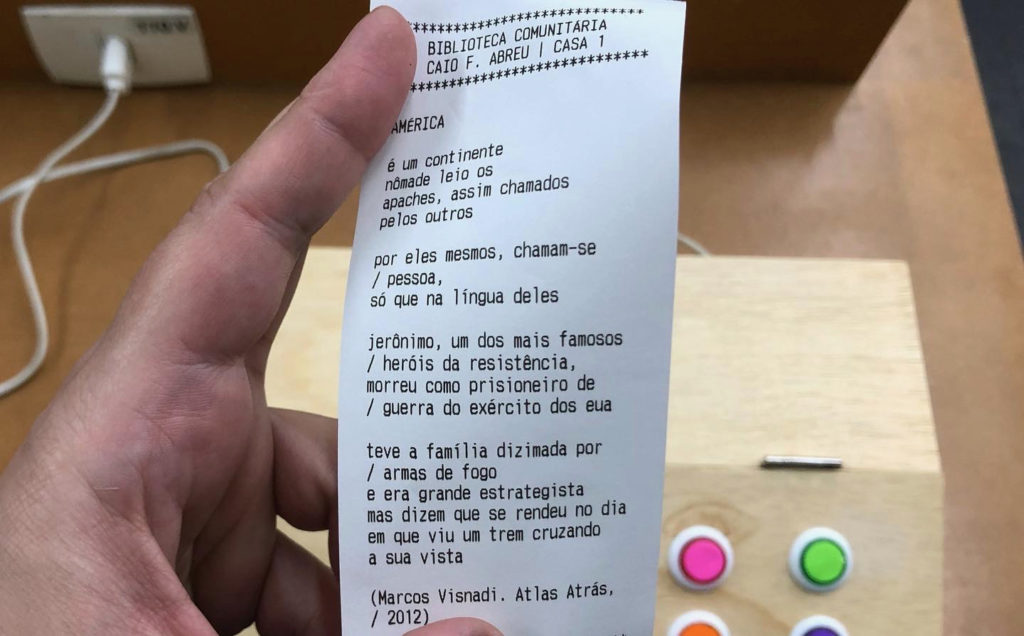 110V
****************************
BIBLIOTECA COMUNITÁRIA
CAIO F. ABREU | CASA 1
****************************
AMÉRICA
é um continente
nômade leio os
apaches, assim chamados
pelos outros
por eles mesmos, chamam-se
/ pessoa,
só que na língua deles
jerônimo, um dos mais famosos
/ heróis da resistência,
morreu como prisioneiro de
/ guerra do exército dos eua
teve a família dizimada por
/ armas de fogo
e era grande estrategista
mas dizem que se rendeu no dia
em que viu um trem cruzando
a sua vista
(Marcos Visnadi. Atlas Atrás,
/ 2012)